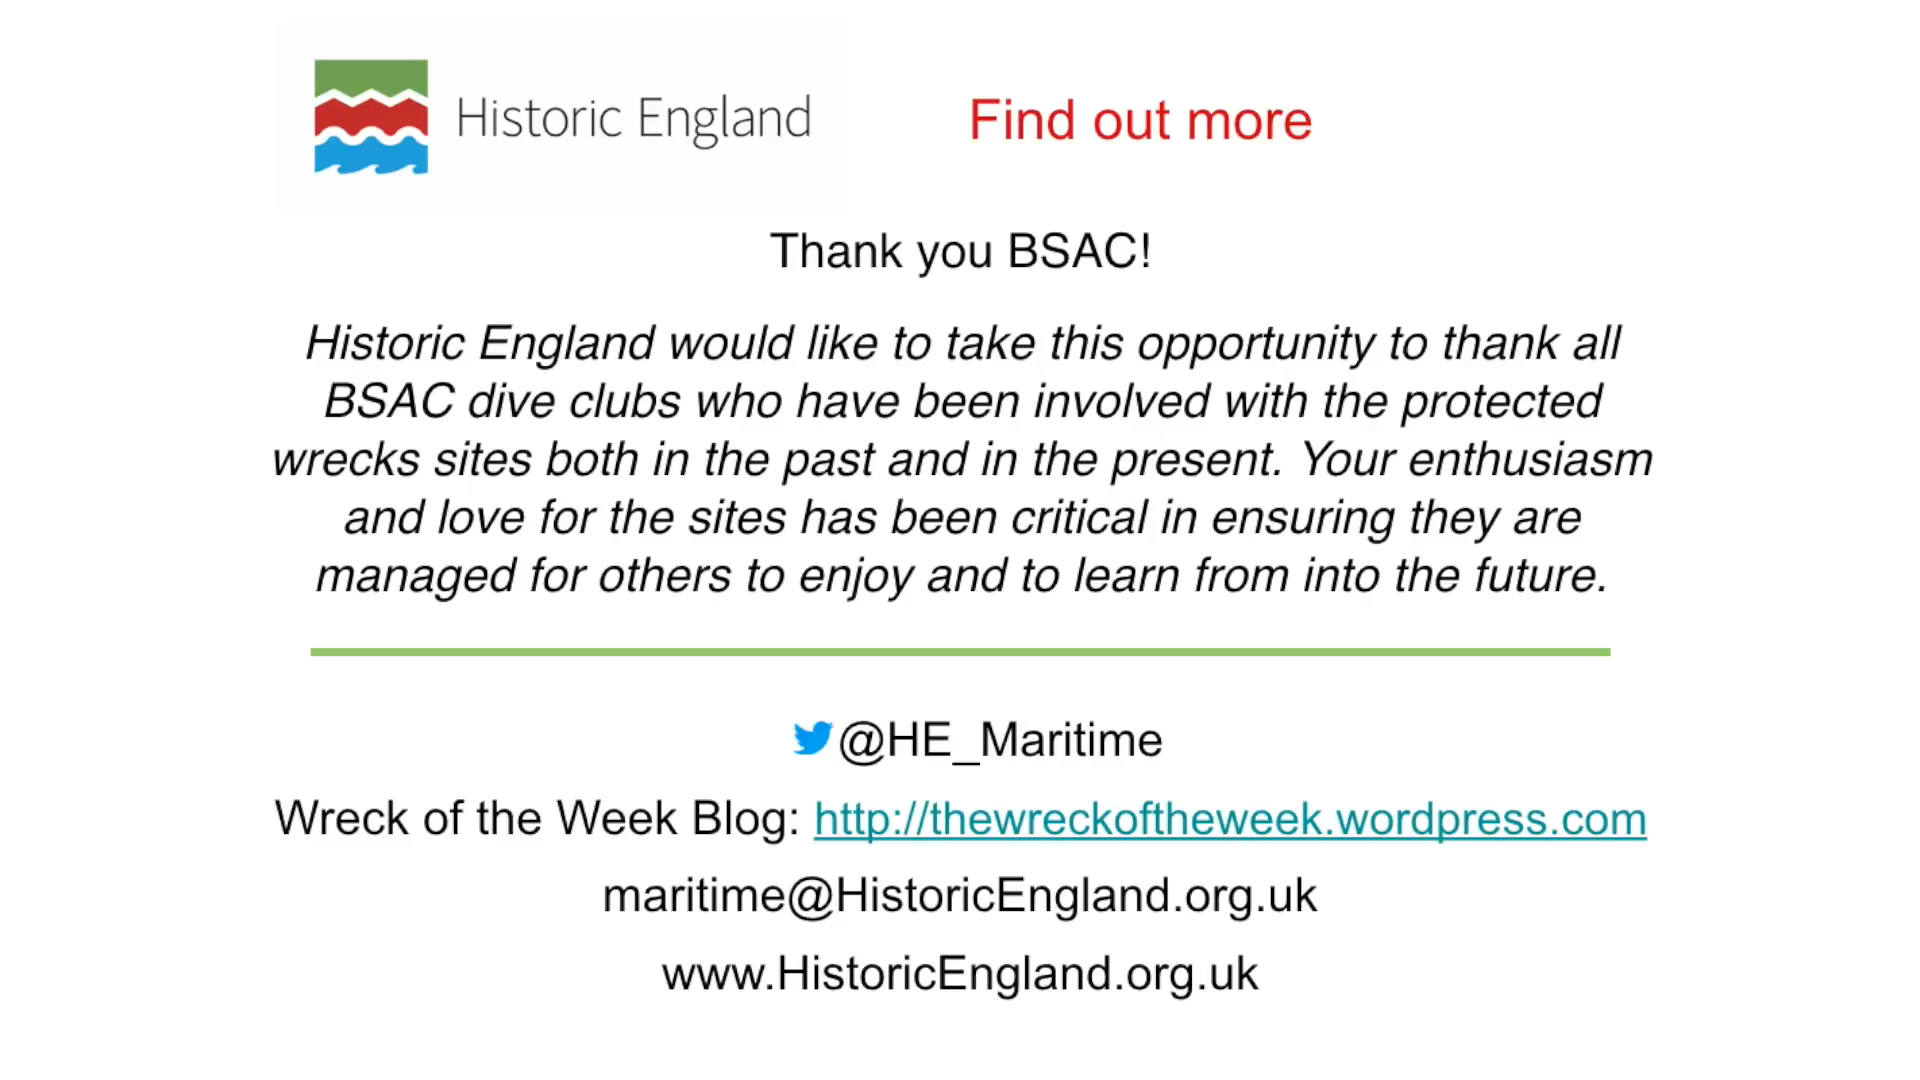 Historic England
Find out more
Thank you BSAC!
Historic England would like to take this opportunity to thank all
BSAC dive clubs who have been involved with the protected
wrecks sites both in the past and in the present. Your enthusiasm
and love for the sites has been critical in ensuring they are
managed for others to enjoy and to learn from into the future.
@HE_Maritime
Wreck of the Week Blog: http://thewreckoftheweek.wordpress.com
maritime@HistoricEngland.org.uk
www.HistoricEngland.org.uk